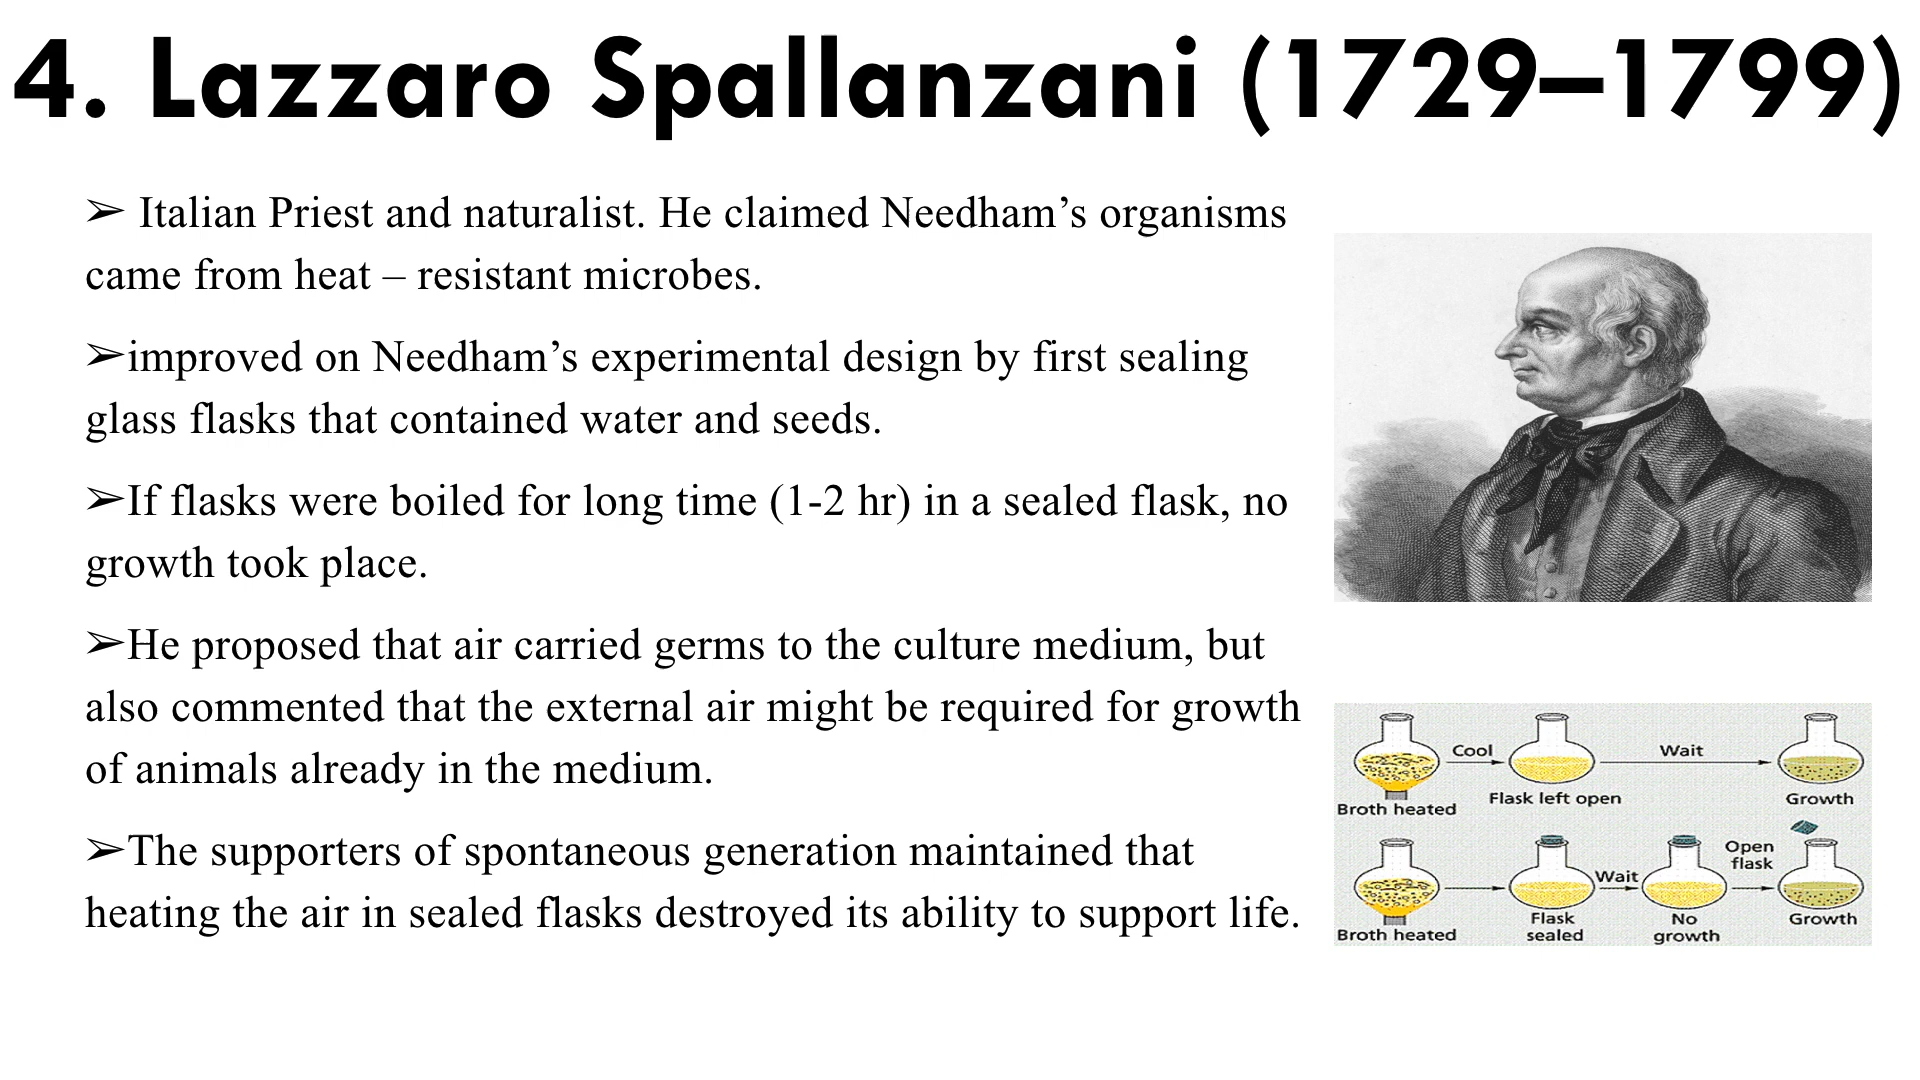 4. Lazzaro Spallanzani (1729–1799)
➢ Italian Priest and naturalist. He claimed Needham’s organisms
came from heat – resistant microbes.
➢improved on Needham’s experimental design by first sealing
glass flasks that contained water and seeds.
➢If flasks were boiled for long time (1-2 hr) in a sealed flask, no
growth took place.
➢He proposed that air carried germs to the culture medium, but
also commented that the external air might be required for growth
of animals already in the medium.
➢The supporters of spontaneous generation maintained that
heating the air in sealed flasks destroyed its ability to support life.
Cool
Wait
Broth heated
Flask left open
Growth
Wait
Open
flask
Broth heated
Flask
sealed
No
growth
Growth